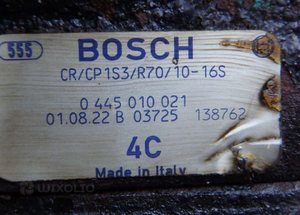 555 BOSCH
CR/CP1S3/R70/10-16S
0 445 010 021
01.08.22 B 03725 138762
4C
Made in Italy
WIXOLTO